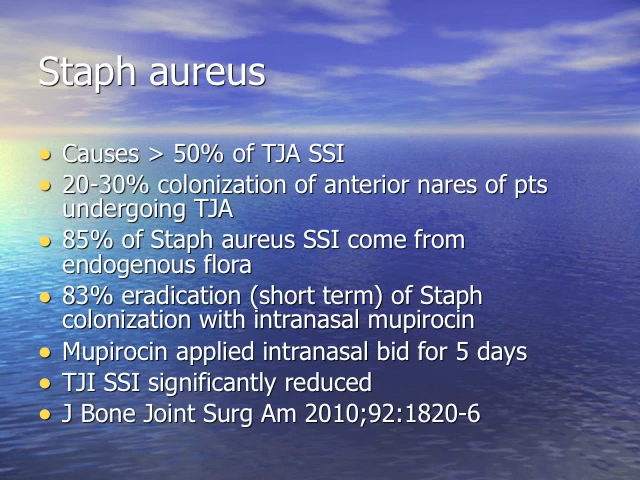 Staph aureus
• Causes > 50% of TJA SSI
• 20-30% colonization of anterior nares of pts
undergoing TJA
• 85% of Staph aureus SSI come from
endogenous flora
• 83% eradication (short term) of Staph
colonization with intranasal mupirocin
• Mupirocin applied intranasal bid for 5 days
• TJI SSI significantly reduced
• J Bone Joint Surg Am 2010;92:1820-6